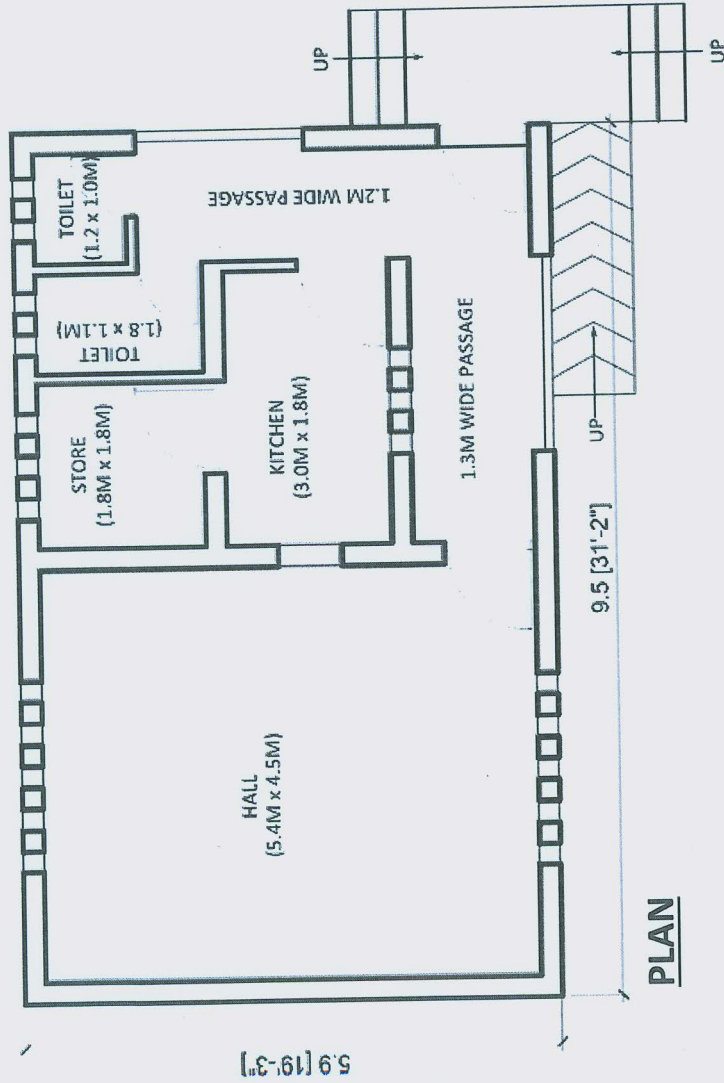 TOILET
(1.2 x 1.0M)
TOILET
(1.8 x 1.1M)
1.2M WIDE PASSAGE
STORE
(1.8M x 1.8M)
KITCHEN
(3.0M x 1.8M)
1.3M WIDE PASSAGE
HALL
(5.4M x 4.5M)
UP
UP
UP
9.5 [31'-2"]
5.9 [19'-3"]
PLAN